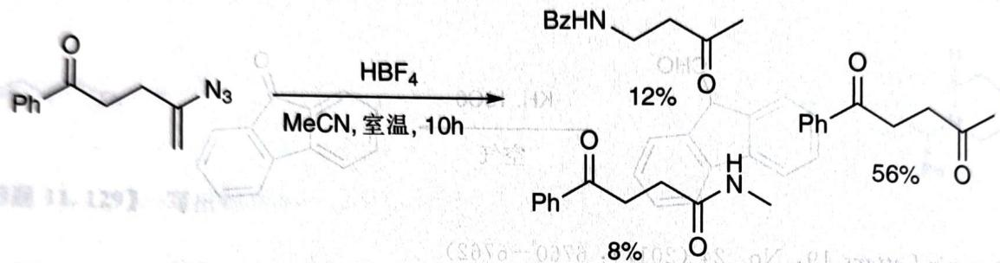 BzHN
O
12%
O
Ph
N₃
HBF₄
MeCN, 室温, 10h
O
Ph
O
56%
O
Ph
H
N
O
8%